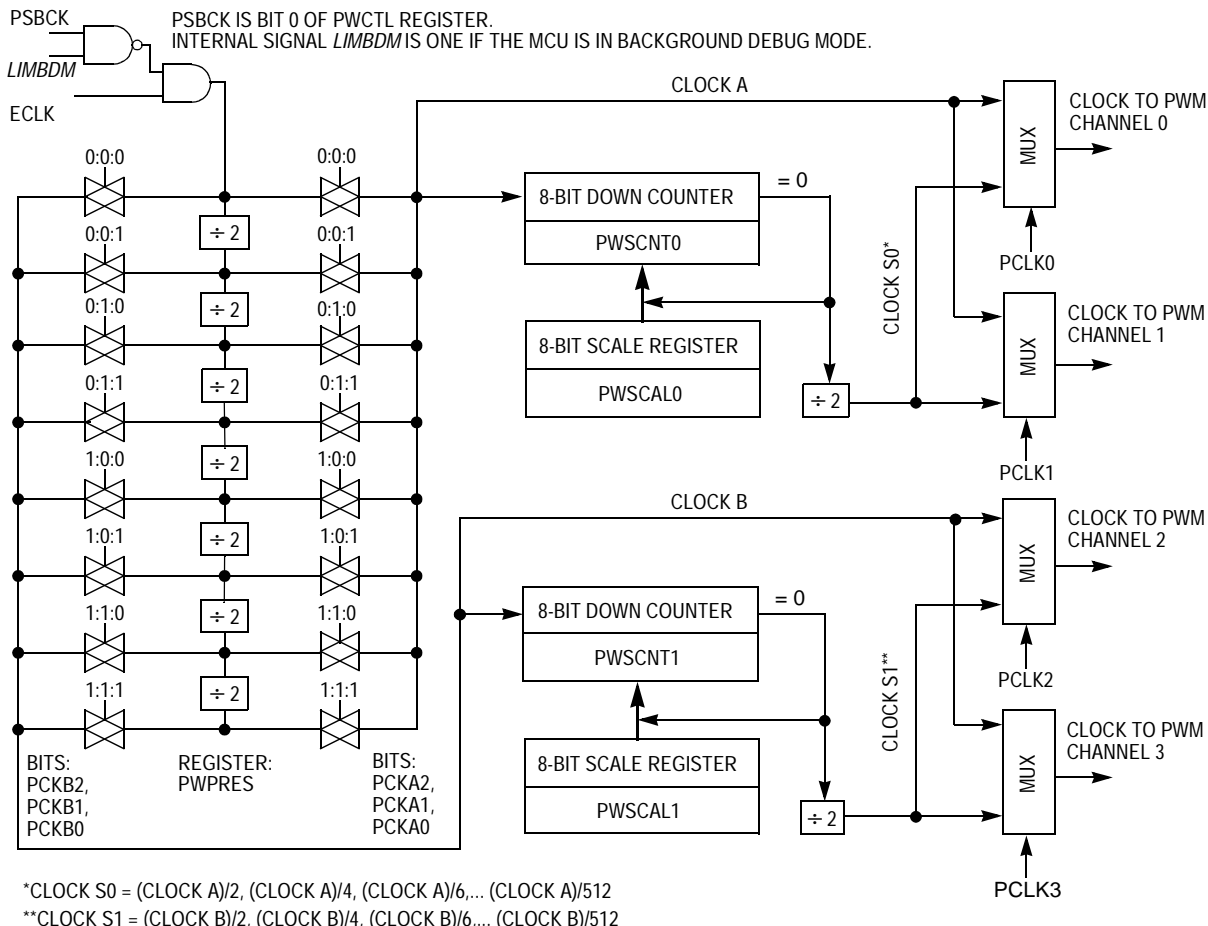 PSBCK
PSBCK IS BIT 0 OF PWCTL REGISTER.
INTERNAL SIGNAL LIMBDM IS ONE IF THE MCU IS IN BACKGROUND DEBUG MODE.
LIMBDM
ECLK
CLOCK A
MUX
CLOCK TO PWM
CHANNEL 0
PCLK0
0:0:0
0:0:0
÷ 2
0:0:1
0:0:1
÷ 2
0:1:0
0:1:0
÷ 2
0:1:1
0:1:1
÷ 2
1:0:0
1:0:0
÷ 2
1:0:1
1:0:1
÷ 2
1:1:0
1:1:0
÷ 2
1:1:1
1:1:1
8-BIT DOWN COUNTER
= 0
PWSCNT0
8-BIT SCALE REGISTER
PWSCAL0
÷ 2
CLOCK S0*
MUX
CLOCK TO PWM
CHANNEL 1
PCLK1
CLOCK B
MUX
CLOCK TO PWM
CHANNEL 2
PCLK2
8-BIT DOWN COUNTER
= 0
PWSCNT1
8-BIT SCALE REGISTER
PWSCAL1
÷ 2
CLOCK S1**
MUX
CLOCK TO PWM
CHANNEL 3
PCLK3
BITS:
PCKB2,
PCKB1,
PCKB0
REGISTER:
PWPRES
BITS:
PCKA2,
PCKA1,
PCKA0
*CLOCK S0 = (CLOCK A)/2, (CLOCK A)/4, (CLOCK A)/6,... (CLOCK A)/512
**CLOCK S1 = (CLOCK B)/2, (CLOCK B)/4, (CLOCK B)/6,... (CLOCK B)/512